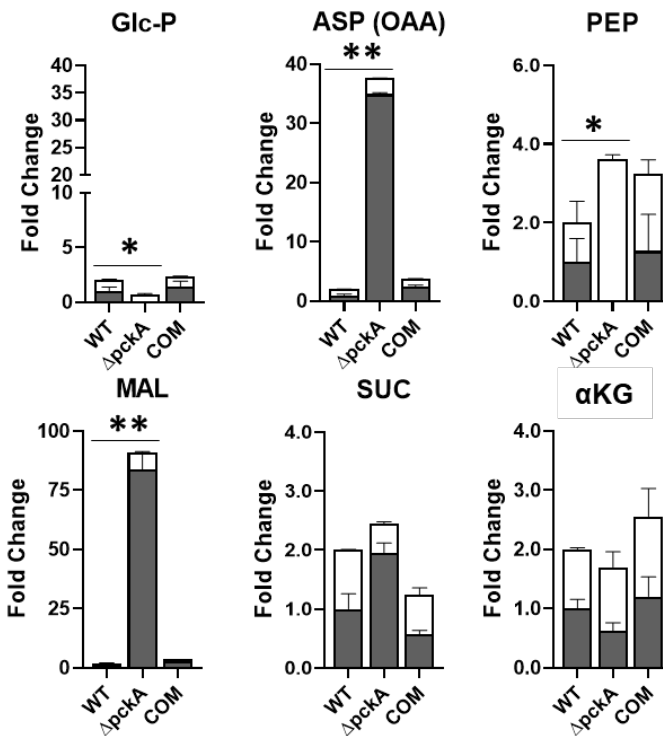 Glc-P
Fold Change
40
35
30
25
20
10
5
0
*
WT
ΔpckA
COM
ASP (OAA)
Fold Change
40
30
20
10
0
**
WT
ΔpckA
COM
PEP
Fold Change
6.0
4.0
2.0
0.0
*
WT
ΔpckA
COM
MAL
Fold Change
100
75
50
25
0
**
WT
ΔpckA
COM
SUC
Fold Change
4.0
3.0
2.0
1.0
0.0
WT
ΔpckA
COM
αKG
Fold Change
4.0
3.0
2.0
1.0
0.0
WT
ΔpckA
COM